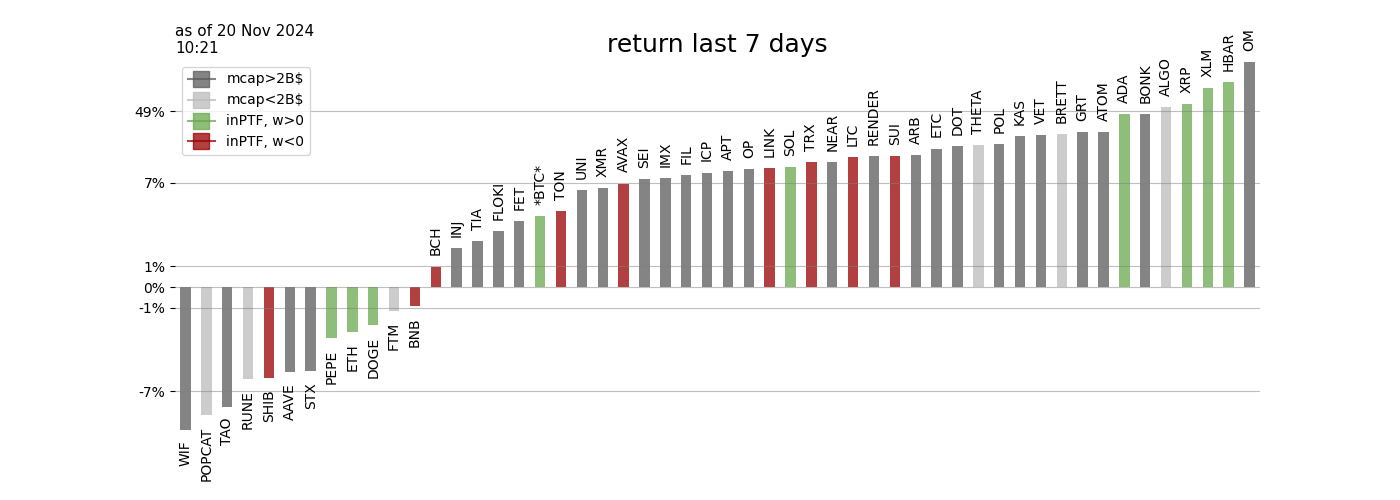 as of 20 Nov 2024
10:21
return last 7 days
mcap>2B$
mcap<2B$
inPTF, w>0
inPTF, w<0
49%
7%
1%
0%
-1%
-7%
WIF
POPCAT
TAO
RUNE
SHIB
AAVE
STX
PEPE
ETH
DOGE
FTM
BNB
BCH
INJ
TIA
FLOKI
FET
*BTC*
TON
UNI
XMR
AVAX
SEI
IMX
FIL
ICP
APT
OP
LINK
SOL
TRX
NEAR
LTC
RENDER
SUI
ARB
ETC
DOT
THETA
POL
KAS
VET
BRETT
GRT
ATOM
ADA
BONK
ALGO
XRP
XLM
HBAR
OM